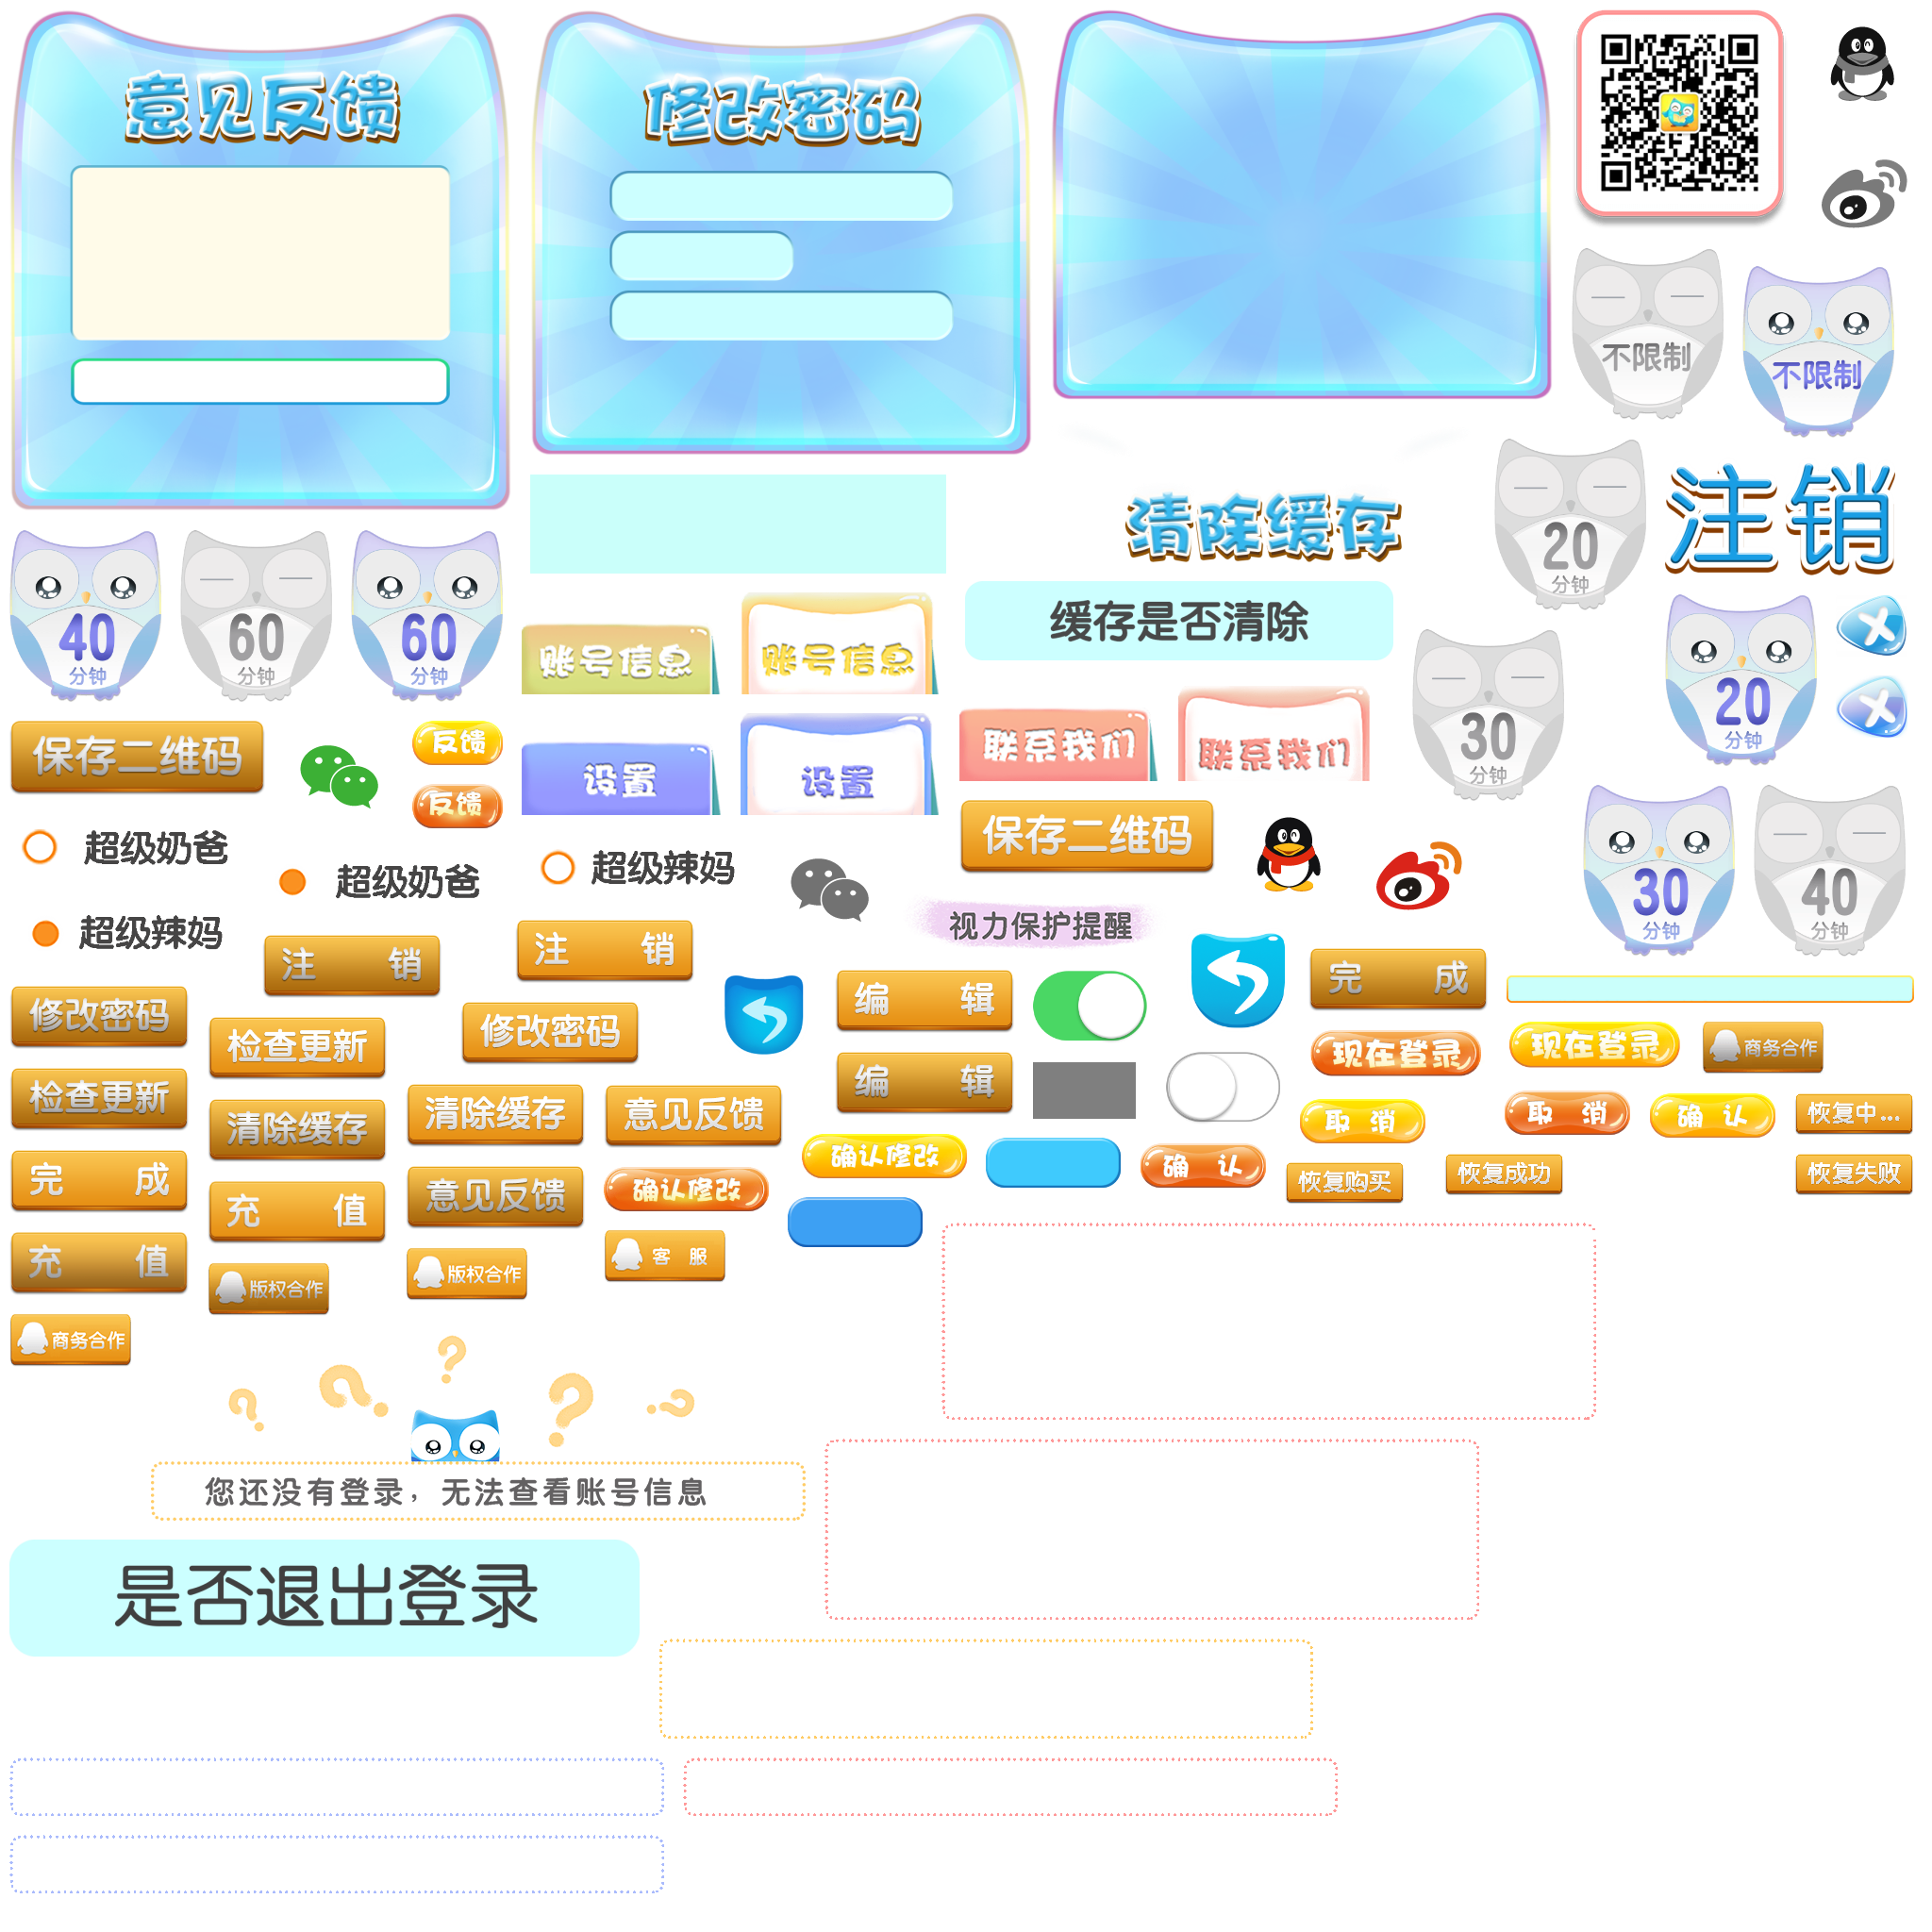 意见反馈
修改密码
不限制
不限制
清除缓存
20
分钟
注销
40
分钟
60
分钟
60
分钟
账号信息
账号信息
缓存是否清除
30
分钟
20
分钟
保存二维码
反馈
反馈
设置
设置
联系我们
联系我们
保存二维码
超级奶爸
超级奶爸
超级辣妈
超级辣妈
视力保护提醒
30
分钟
40
分钟
注 销
注 销
编 辑
完 成
修改密码
检查更新
修改密码
现在登录
现在登录
商务合作
检查更新
清除缓存
清除缓存
意见反馈
编 辑
取 消
取 消
确 认
恢复中...
完 成
充 值
意见反馈
确认修改
确认修改
确 认
恢复购买
恢复成功
恢复失败
充 值
版权合作
版权合作
客 服
商务合作
您还没有登录，无法查看账号信息
是否退出登录